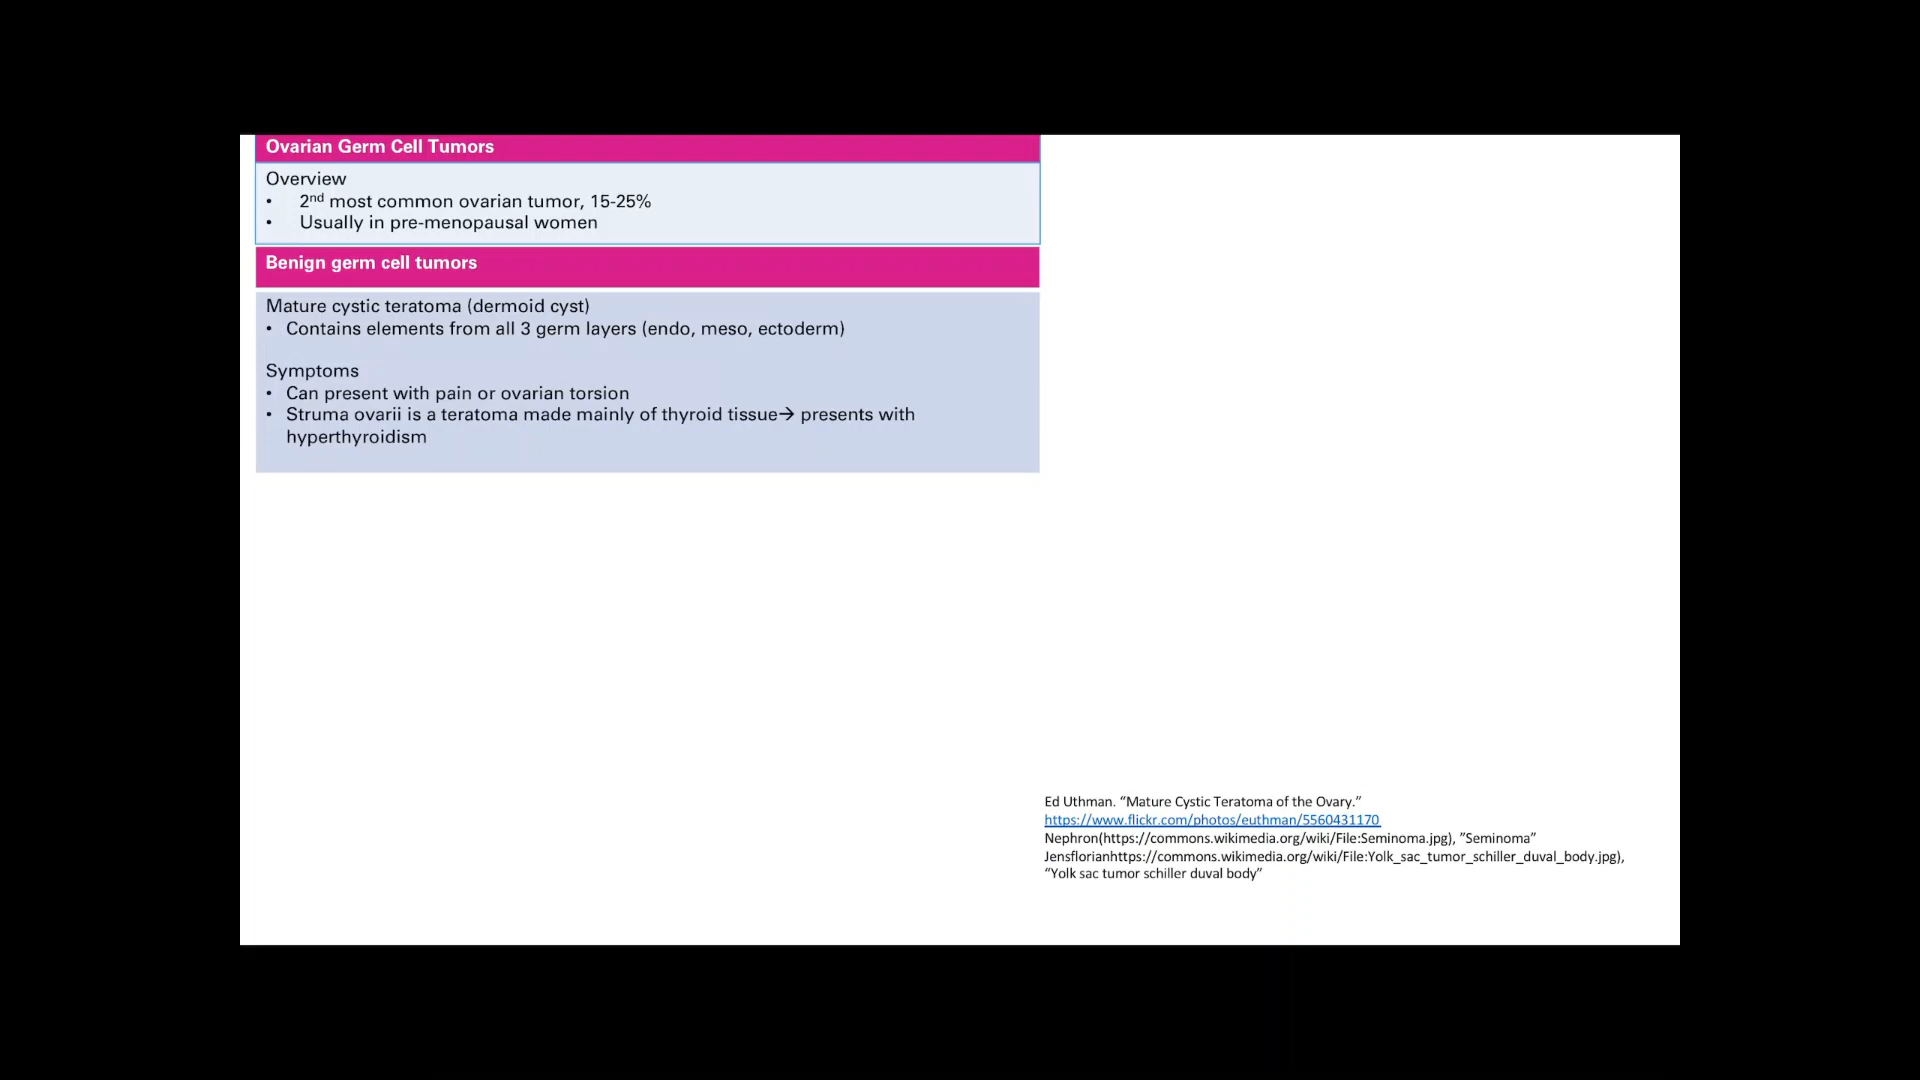 Ovarian Germ Cell Tumors
Overview
• 2nd most common ovarian tumor, 15-25%
• Usually in pre-menopausal women
Benign germ cell tumors
Mature cystic teratoma (dermoid cyst)
• Contains elements from all 3 germ layers (endo, meso, ectoderm)
Symptoms
• Can present with pain or ovarian torsion
• Struma ovarii is a teratoma made mainly of thyroid tissue→ presents with
hyperthyroidism
Ed Uthman. “Mature Cystic Teratoma of the Ovary.”
https://www.flickr.com/photos/euthman/5560431170
Nephron(https://commons.wikimedia.org/wiki/File:Seminoma.jpg), ”Seminoma”
Jensflorianhttps://commons.wikimedia.org/wiki/File:Yolk_sac_tumor_schiller_duval_body.jpg),
“Yolk sac tumor schiller duval body”